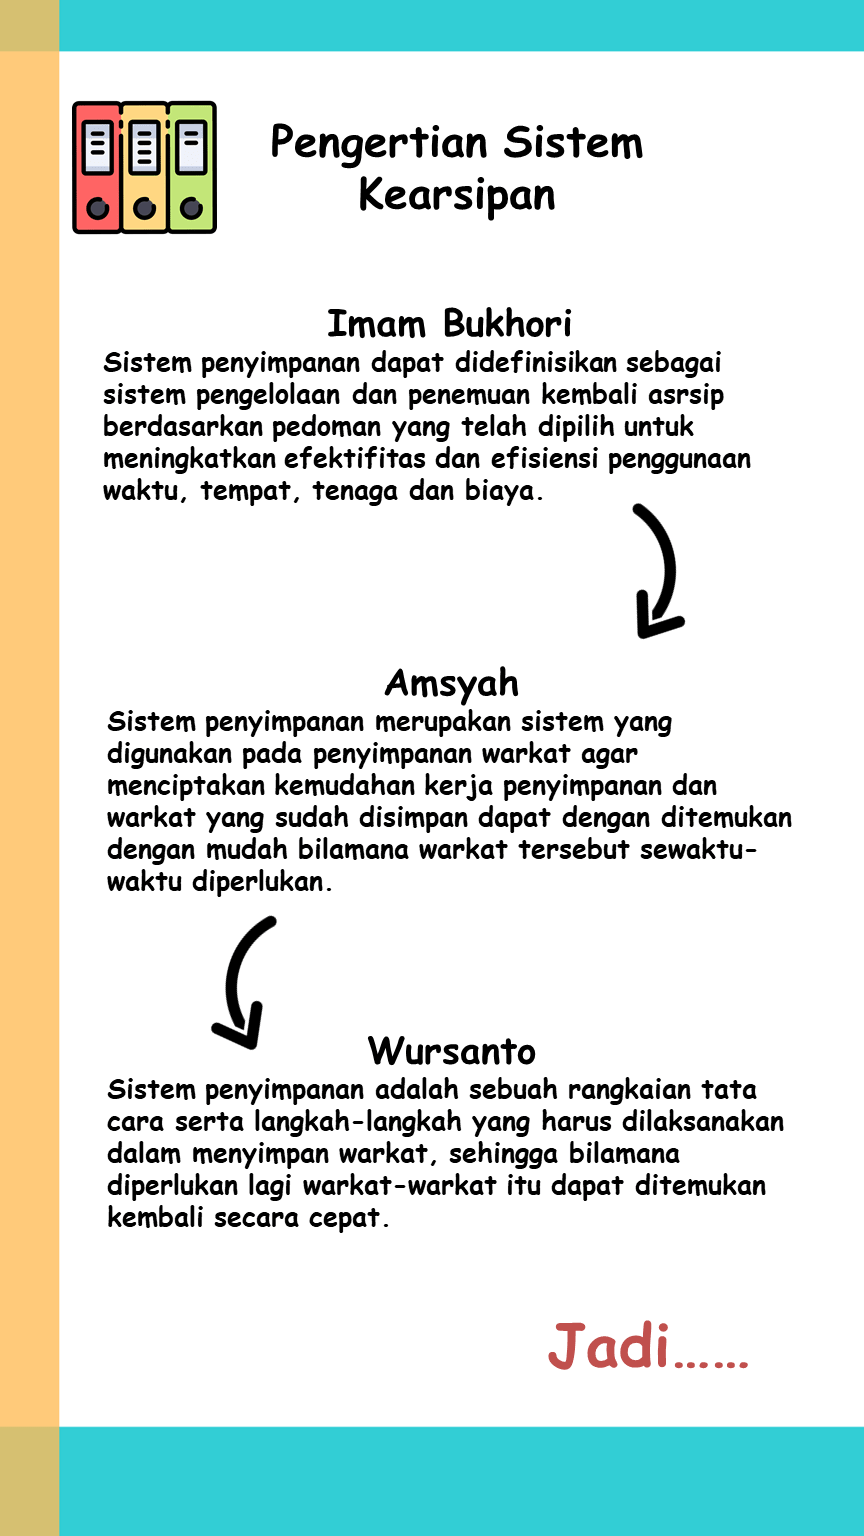 Pengertian Sistem
Kearsipan
Imam Bukhori
Sistem penyimpanan dapat didefinisikan sebagai
sistem pengelolaan dan penemuan kembali asrsip
berdasarkan pedoman yang telah dipilih untuk
meningkatkan efektifitas dan efisiensi penggunaan
waktu, tempat, tenaga dan biaya.
Amsyah
Sistem penyimpanan merupakan sistem yang
digunakan pada penyimpanan warkat agar
menciptakan kemudahan kerja penyimpanan dan
warkat yang sudah disimpan dapat dengan ditemukan
dengan mudah bilamana warkat tersebut sewaktu-
waktu diperlukan.
Wursanto
Sistem penyimpanan adalah sebuah rangkaian tata
cara serta langkah-langkah yang harus dilaksanakan
dalam menyimpan warkat, sehingga bilamana
diperlukan lagi warkat-warkat itu dapat ditemukan
kembali secara cepat.
Jadi......